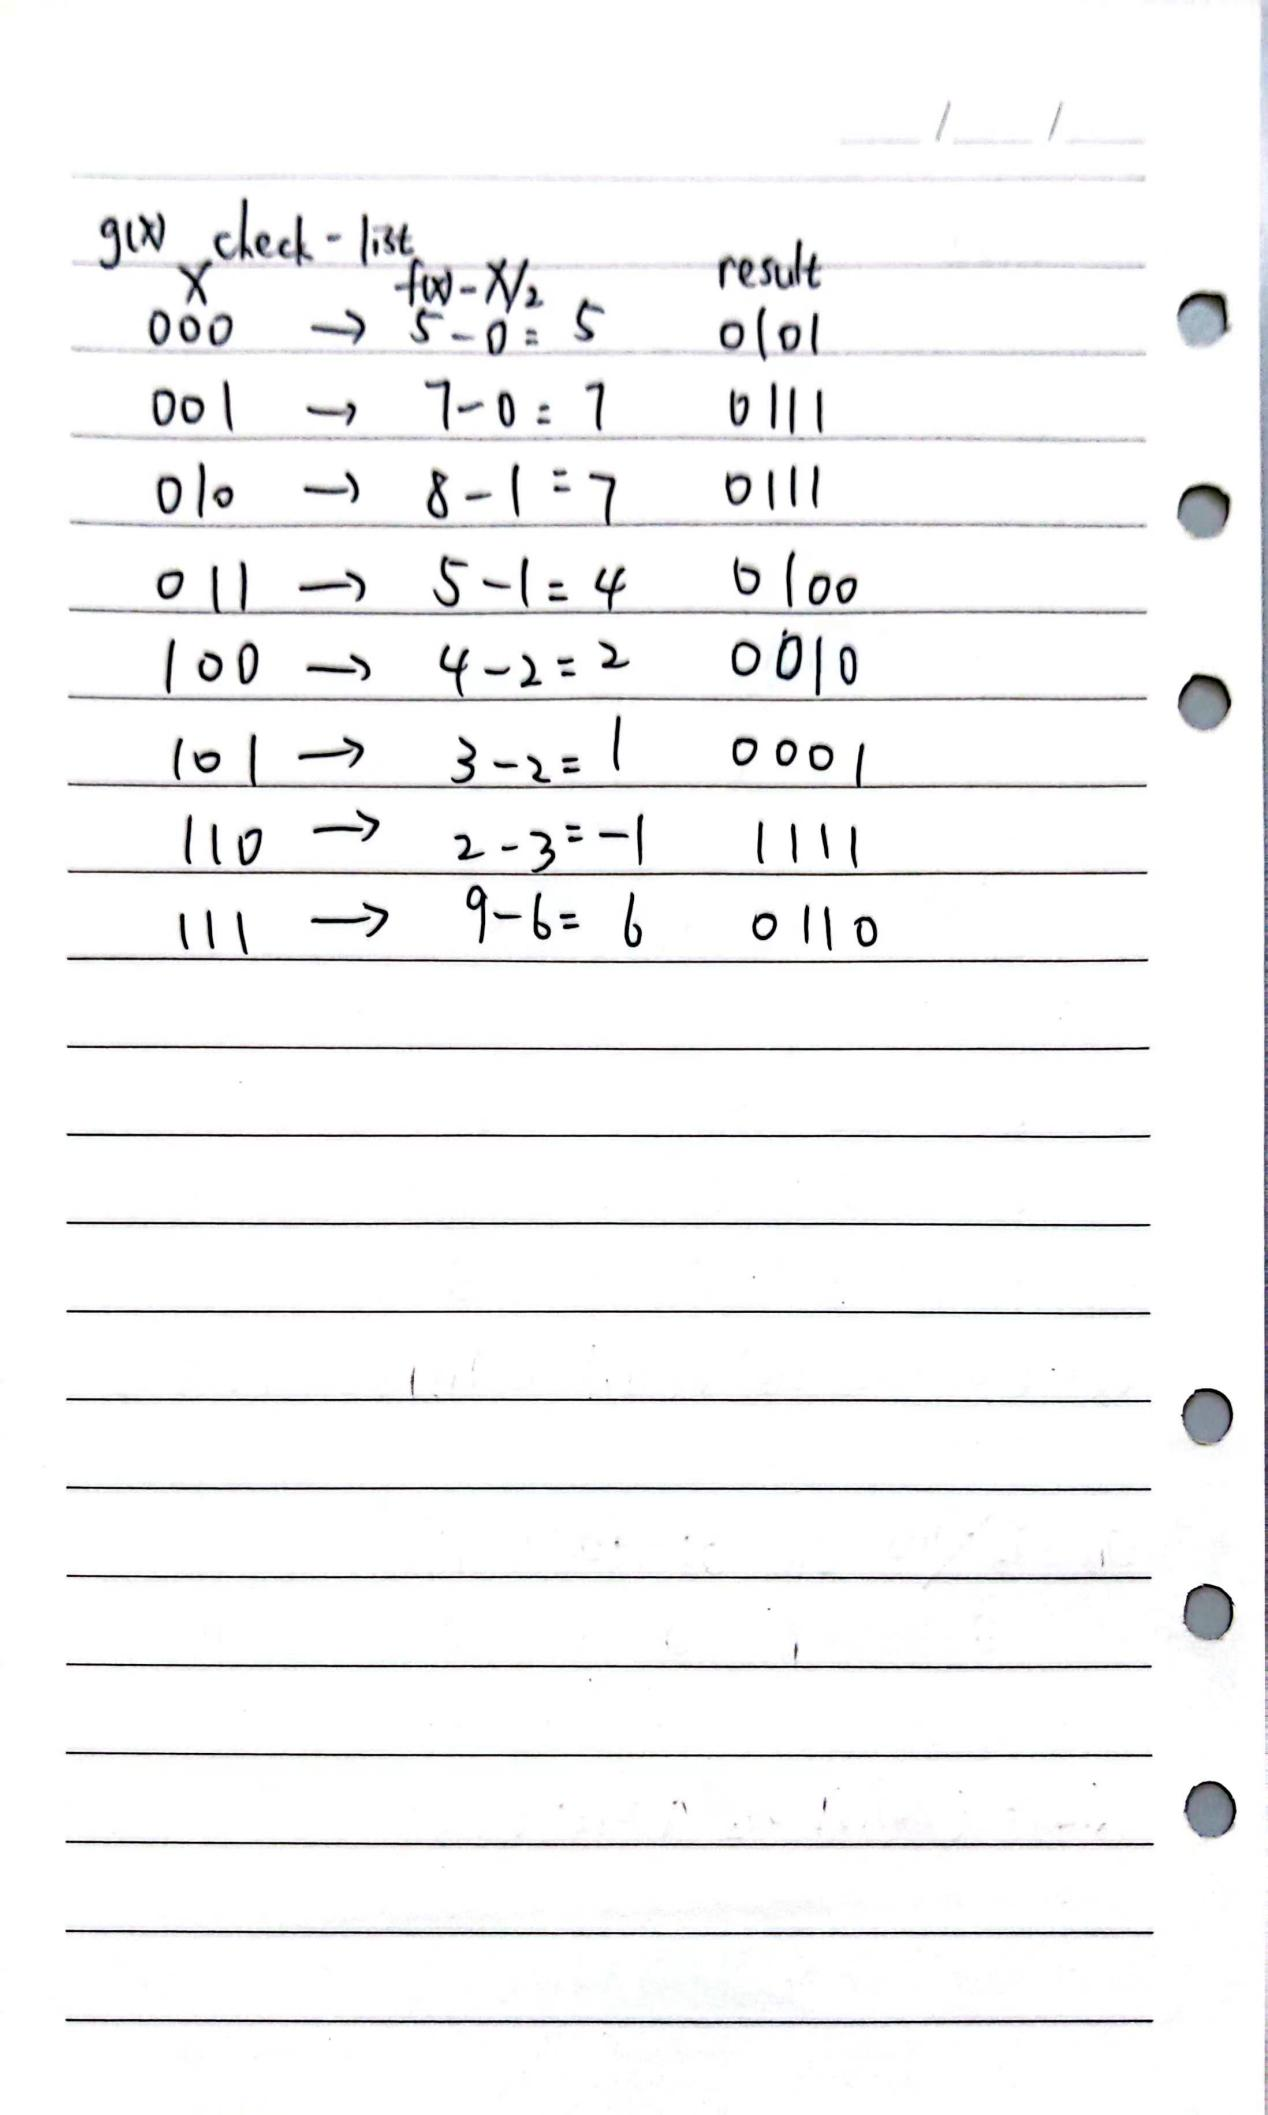 g(x) check-list
X f(x)-X/2 result
000 → 5-0=5 0101
001 → 7-0=7 0111
010 → 8-1=7 0111
011 → 5-1=4 0100
100 → 4-2=2 0010
101 → 3-2=1 0001
110 → 2-3=-1 1111
111 → 9-6=6 0110